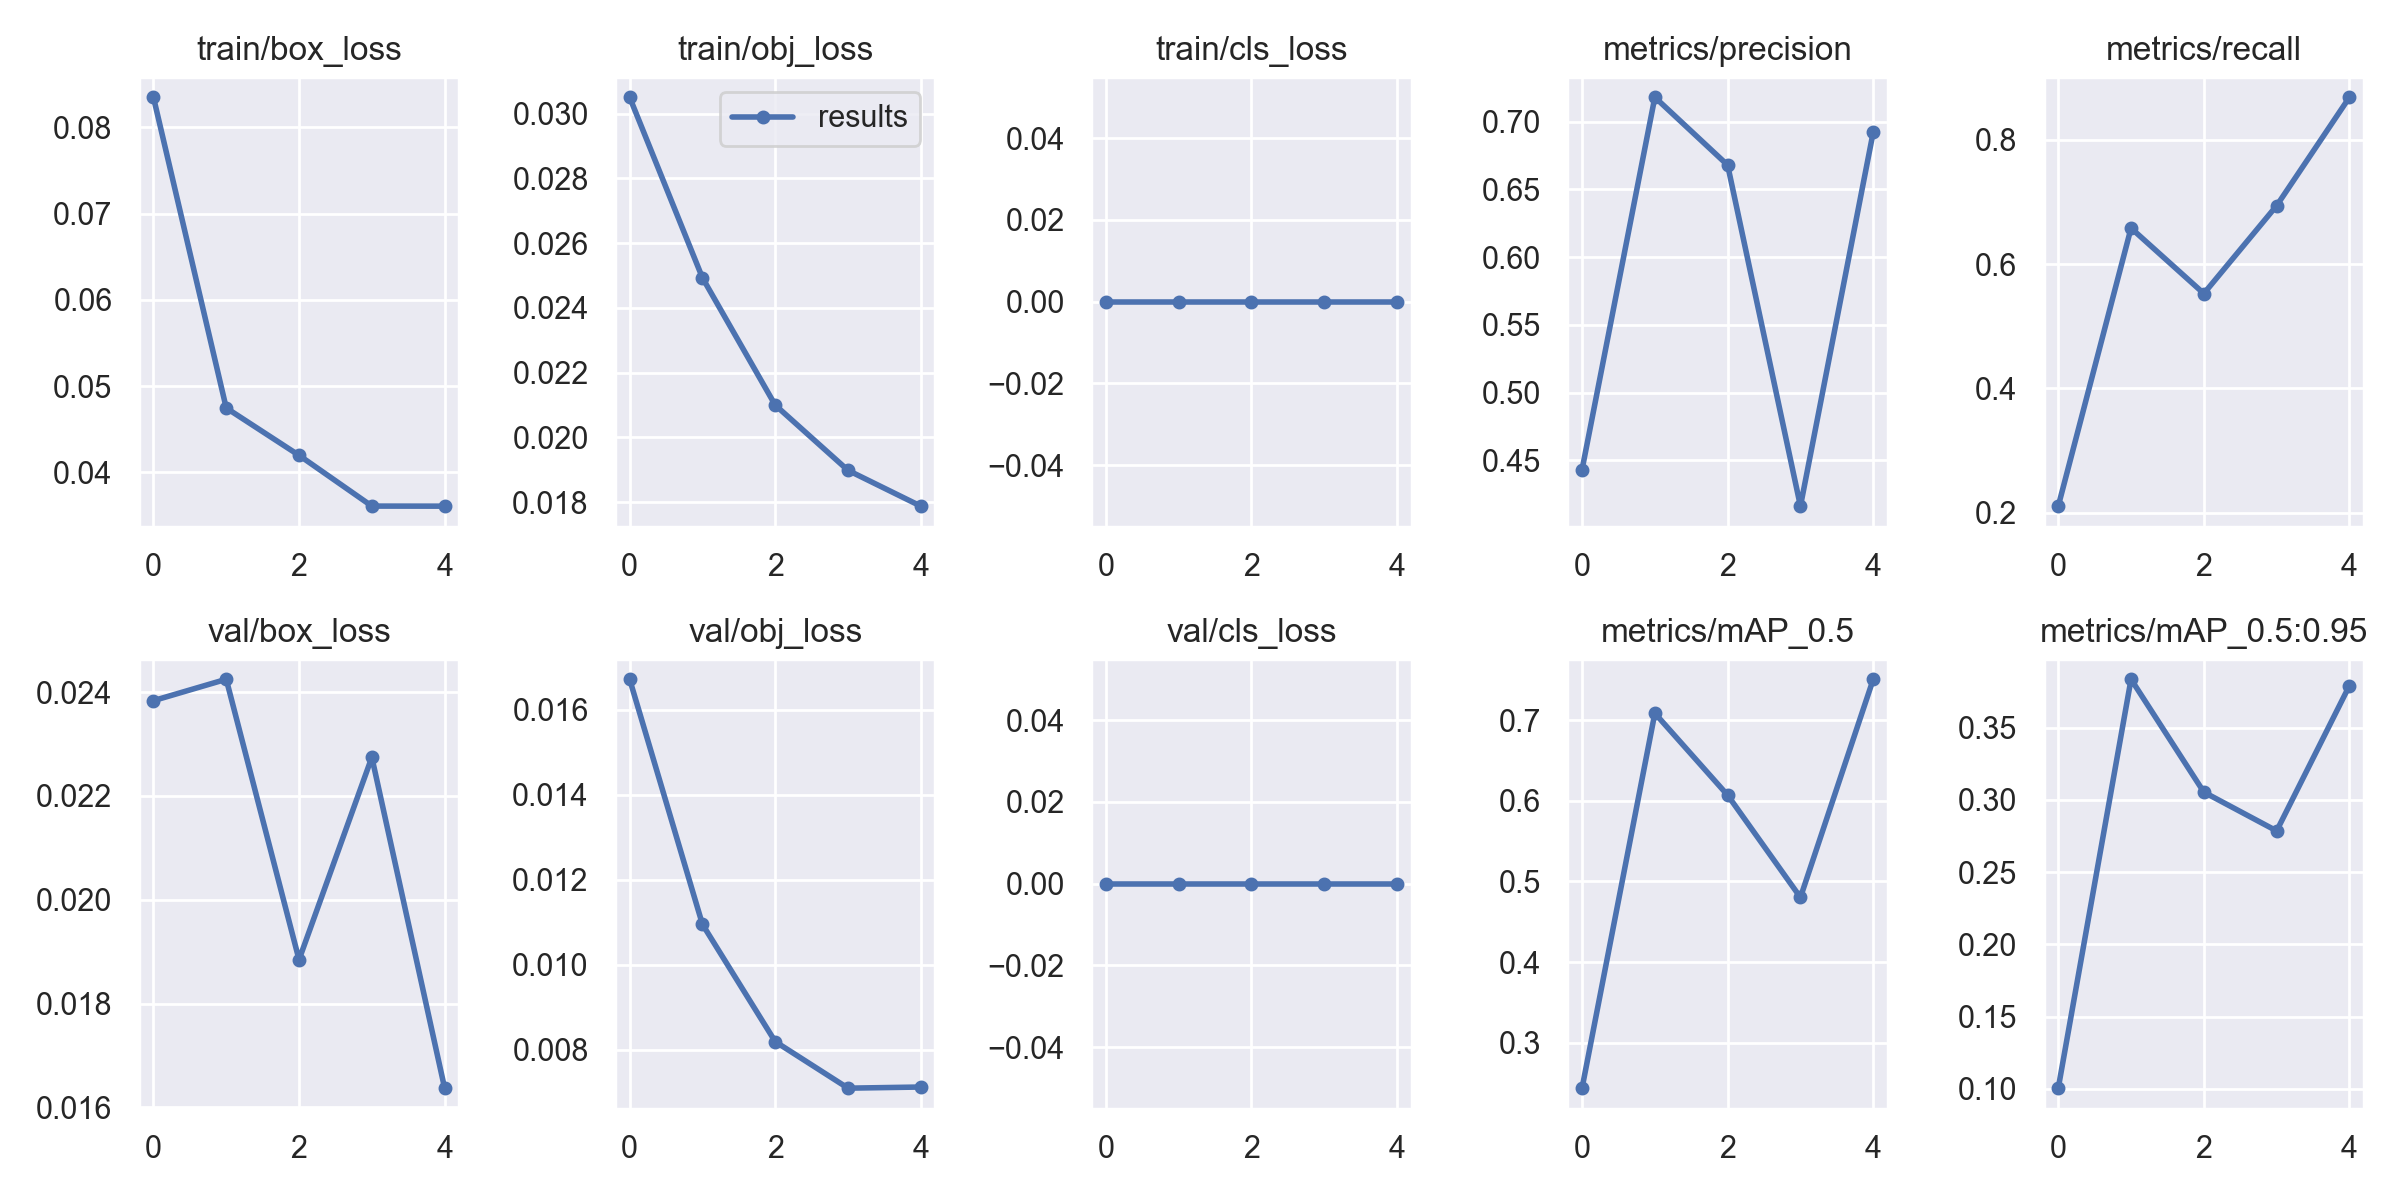 train/box_loss
0.08
0.07
0.06
0.05
0.04
0 2 4
train/obj_loss
results
0.030
0.028
0.026
0.024
0.022
0.020
0.018
0 2 4
train/cls_loss
0.04
0.02
0.00
−0.02
−0.04
0 2 4
metrics/precision
0.70
0.65
0.60
0.55
0.50
0.45
0 2 4
metrics/recall
0.8
0.6
0.4
0.2
0 2 4
val/box_loss
0.024
0.022
0.020
0.018
0.016
0 2 4
val/obj_loss
0.016
0.014
0.012
0.010
0.008
0 2 4
val/cls_loss
0.04
0.02
0.00
−0.02
−0.04
0 2 4
metrics/mAP_0.5
0.7
0.6
0.5
0.4
0.3
0 2 4
metrics/mAP_0.5:0.95
0.35
0.30
0.25
0.20
0.15
0.10
0 2 4